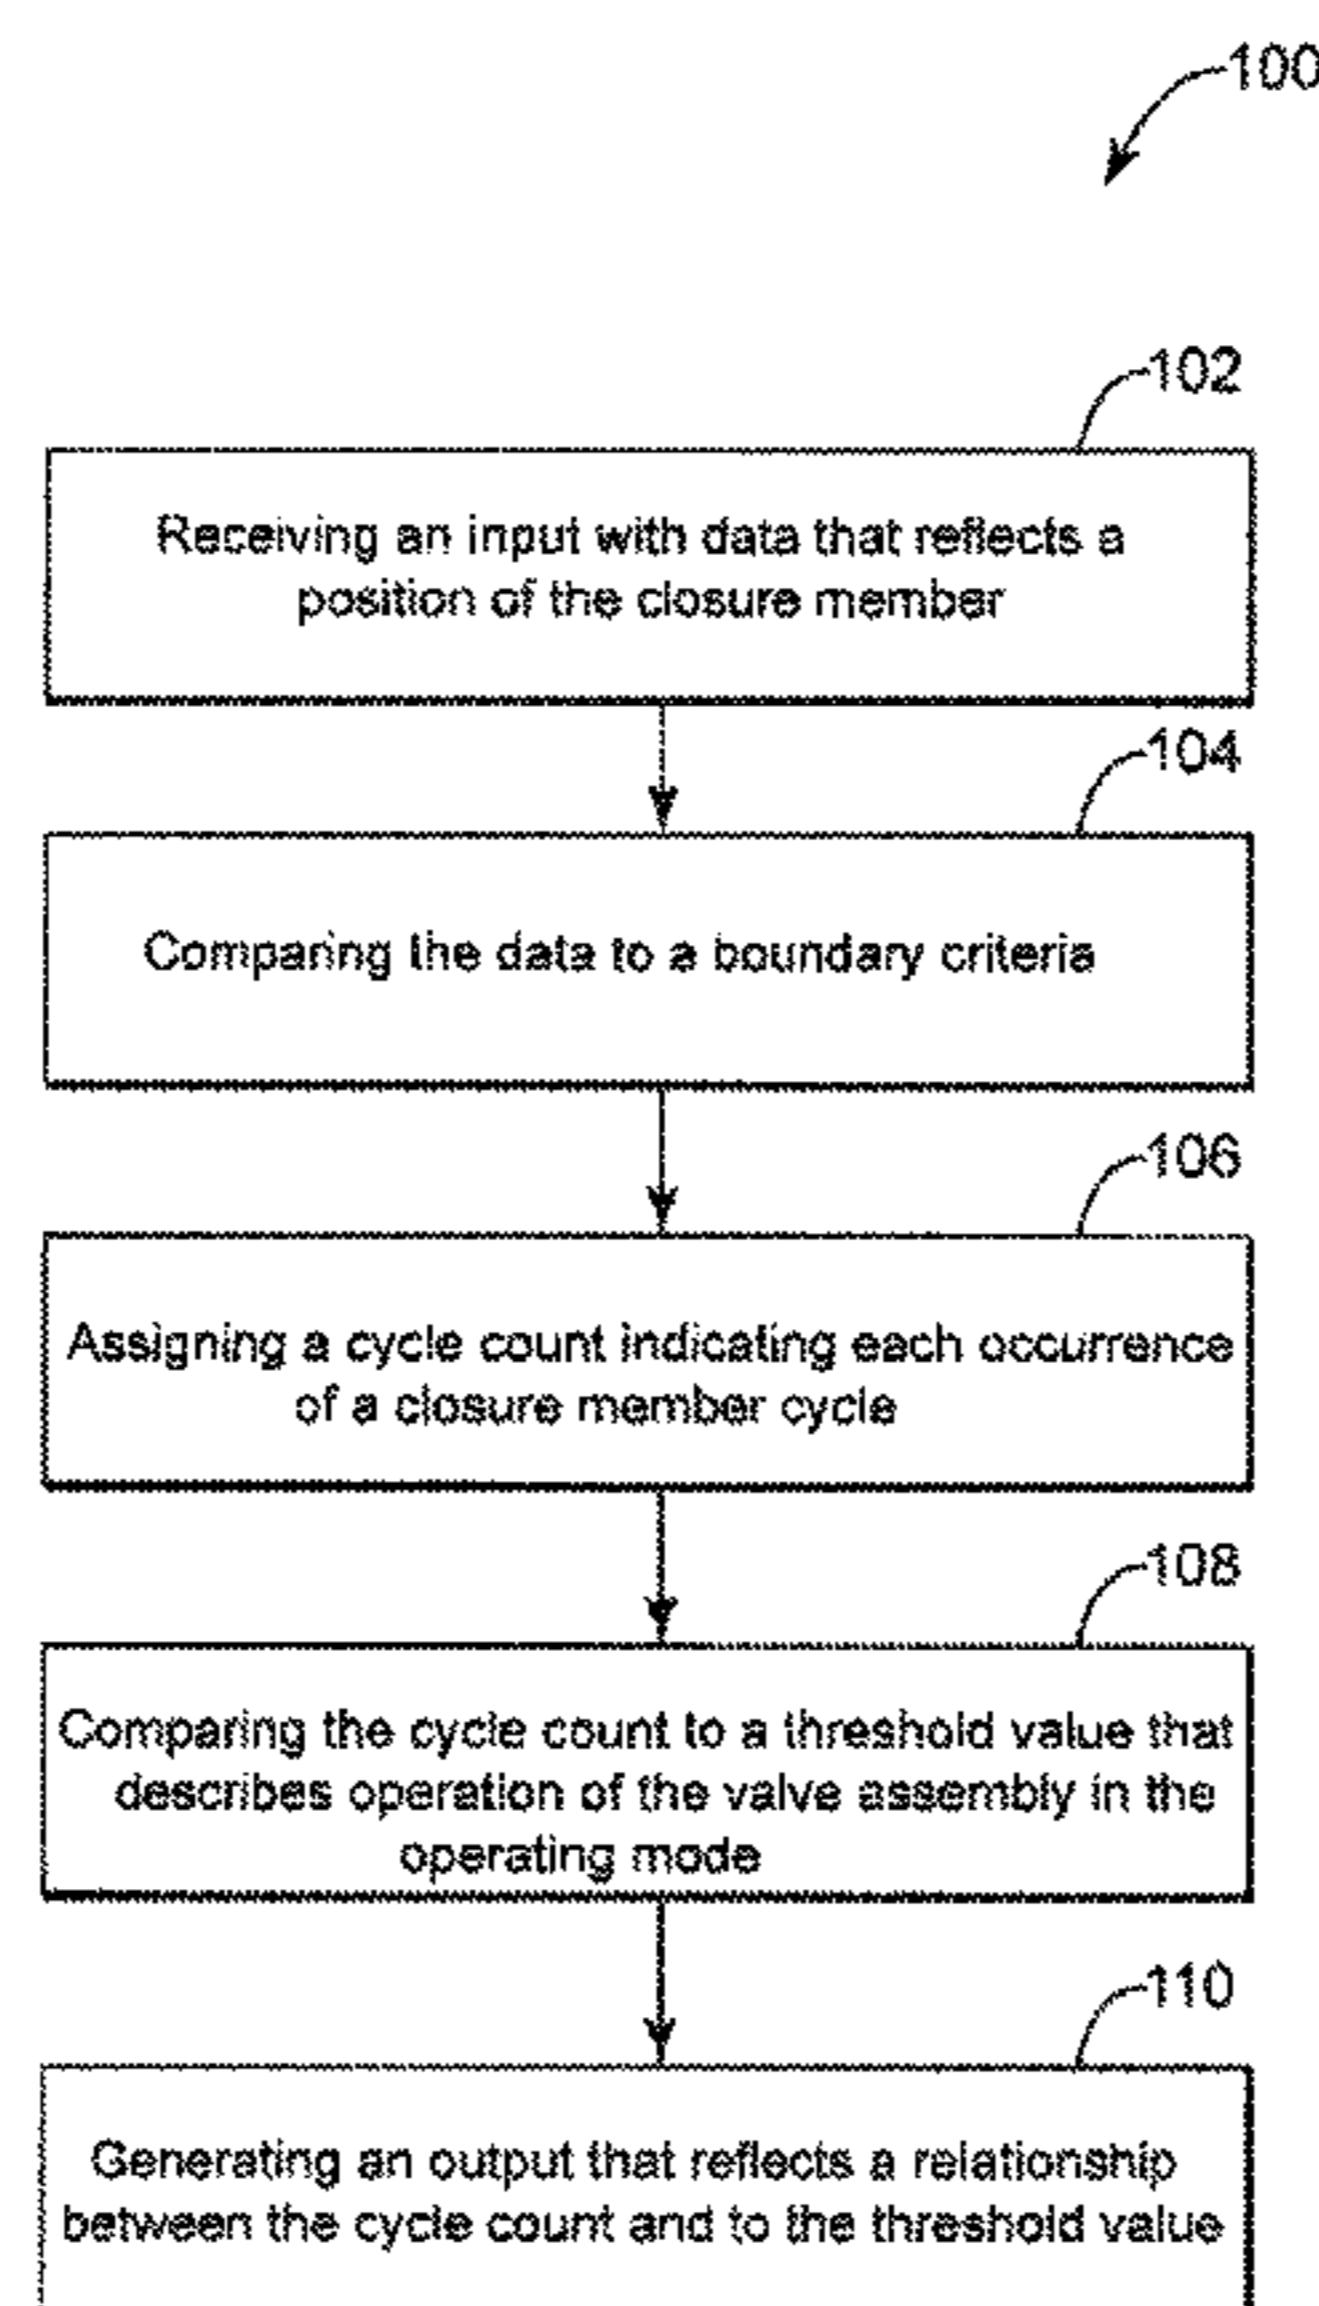 100
102
Receiving an input with data that reflects a
position of the closure member
104
Comparing the data to a boundary criteria
106
Assigning a cycle count indicating each occurrence
of a closure member cycle
108
Comparing the cycle count to a threshold value that
describes operation of the valve assembly in the
operating mode
110
Generating an output that reflects a relationship
between the cycle count and to the threshold value